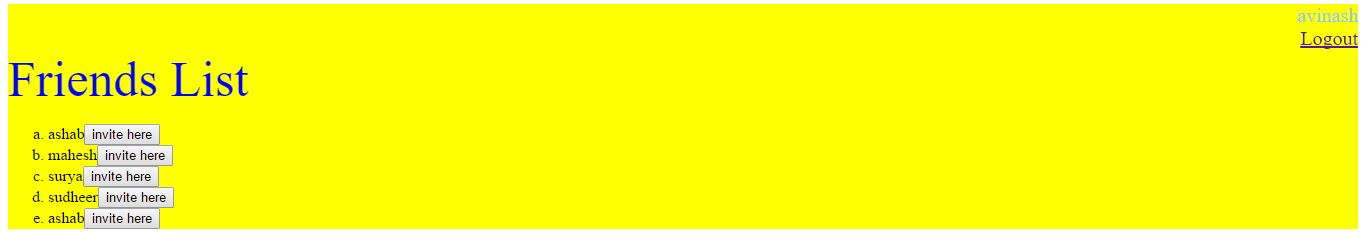 avinash
Logout
Friends List
a. ashab invite here
b. mahesh invite here
c. surya invite here
d. sudheer invite here
e. ashab invite here